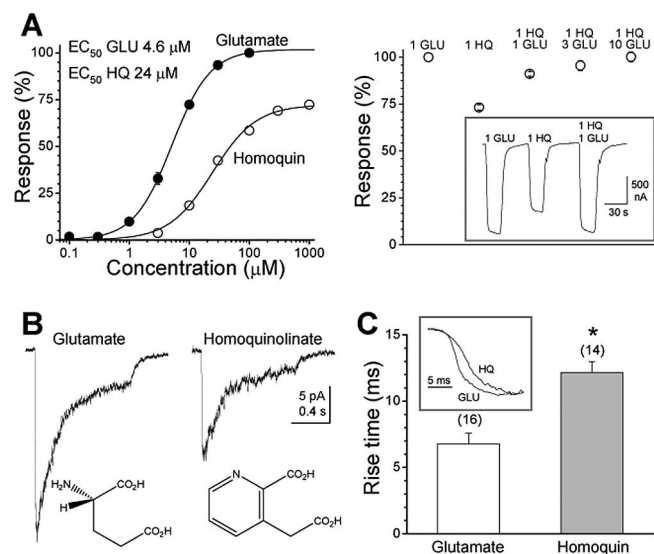 A
EC50 GLU 4.6 μM
EC50 HQ 24 μM
Glutamate
Homoquin
Response (%)
100
75
50
25
0
0.1 1 10 100 1000
Concentration (μM)
1 GLU
1 HQ
1 HQ
1 GLU
1 HQ
3 GLU
1 HQ
10 GLU
Response (%)
100
75
50
25
0
1 GLU
1 HQ
1 HQ
1 GLU
500
nA
30 s
B
Glutamate
Homoquinolinate
5 pA
0.4 s
H2N
H
CO2H
CO2H
N
CO2H
CO2H
C
Rise time (ms)
15
10
5
0
HQ
GLU
5 ms
(16)
*
(14)
Glutamate
Homoquin